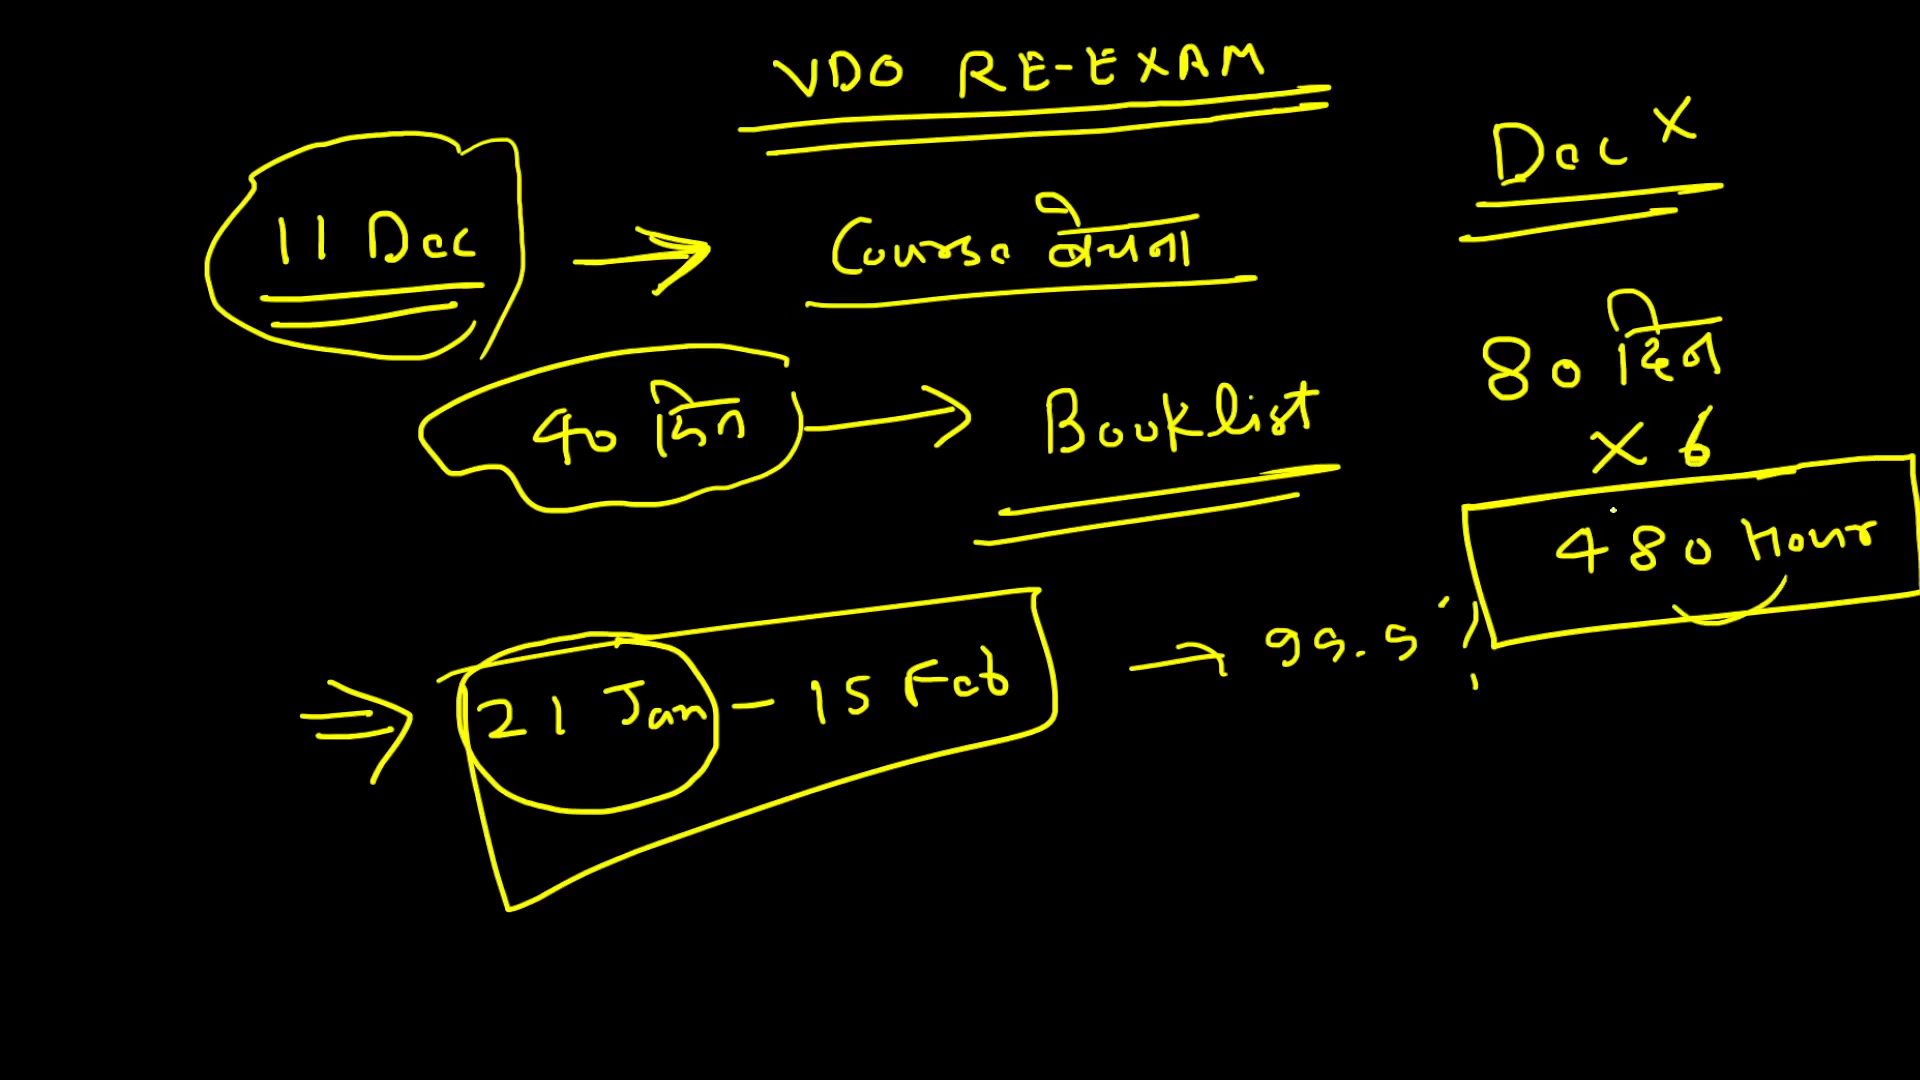 VDO RE-EXAM
11 Dec → Course बेचना
40 दिन → Booklist
⇒ 21 Jan - 15 Feb → 99.5%
Dec X
80 दिन
X 6
480 Hour